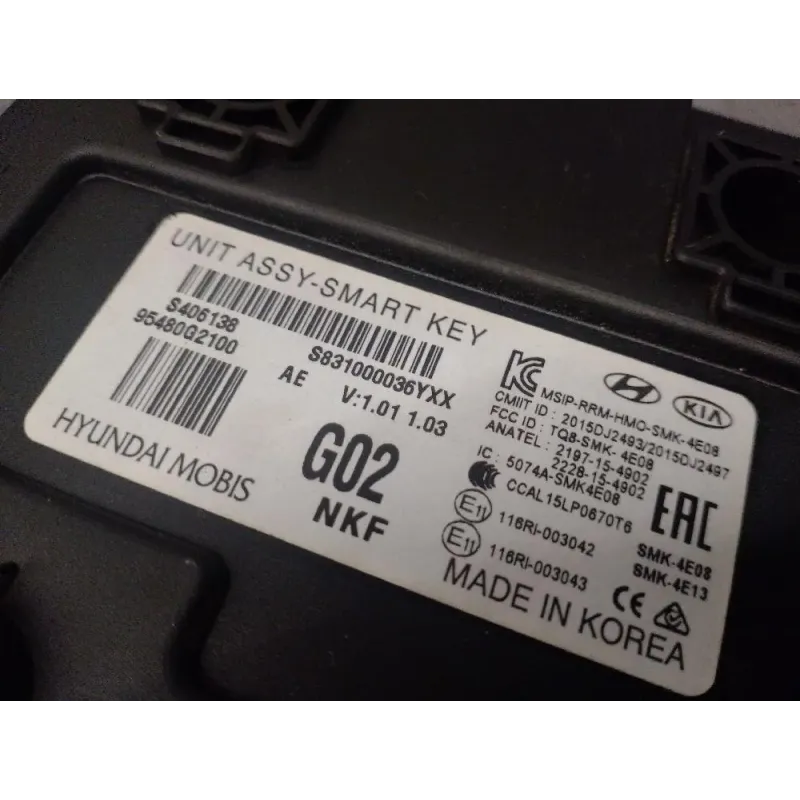 UNIT ASSY-SMART KEY
S406138
95480G2100
S831000036YXX
AE V:1.01 1.03
HYUNDAI MOBIS
G02
NKF
MSIP-RRM-HMO-SMK-4E08
CMIIT ID : 2015DJ2493/2015DJ2497
FCC ID : TQ8-SMK- 4E08
ANATEL : 2197-15-4902
2228-15-4902
IC : 5074A-SMK4E08
CCAL15LP0670T6
E11 116RI-003042
E11 116RI-003043
KIA
EAC
SMK-4E08
SMK-4E13
CE
MADE IN KOREA